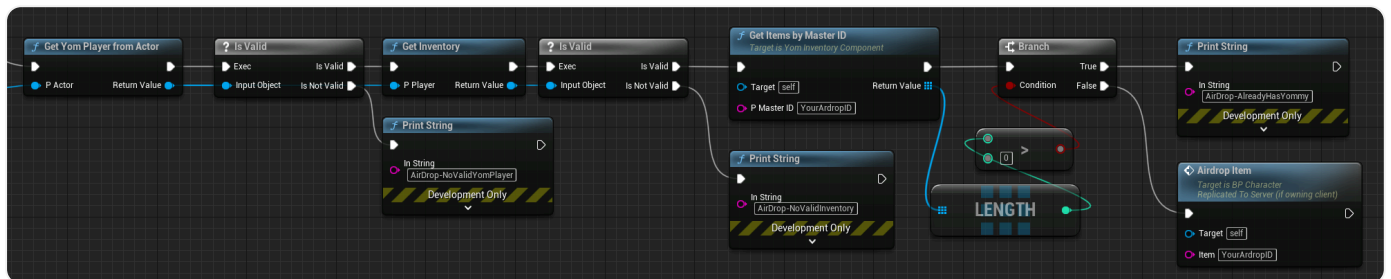 Get Yom Player from Actor
P Actor
Return Value
? Is Valid
Exec
Is Valid
Input Object
Is Not Valid
Get Inventory
P Player
Return Value
Print String
In String
AirDrop-NoValidYomPlayer
Development Only
? Is Valid
Exec
Is Valid
Input Object
Is Not Valid
Get Items by Master ID
Target is Yom Inventory Component
Target self
Return Value
P Master ID YourArdropID
Print String
In String
AirDrop-NoValidInventory
Development Only
Branch
True
Condition
False
>
0
LENGTH
Print String
In String
AirDrop-AlreadyHasYommy
Development Only
Airdrop Item
Target is BP Character
Replicated To Server (if owning client)
Target self
Item YourArdropID